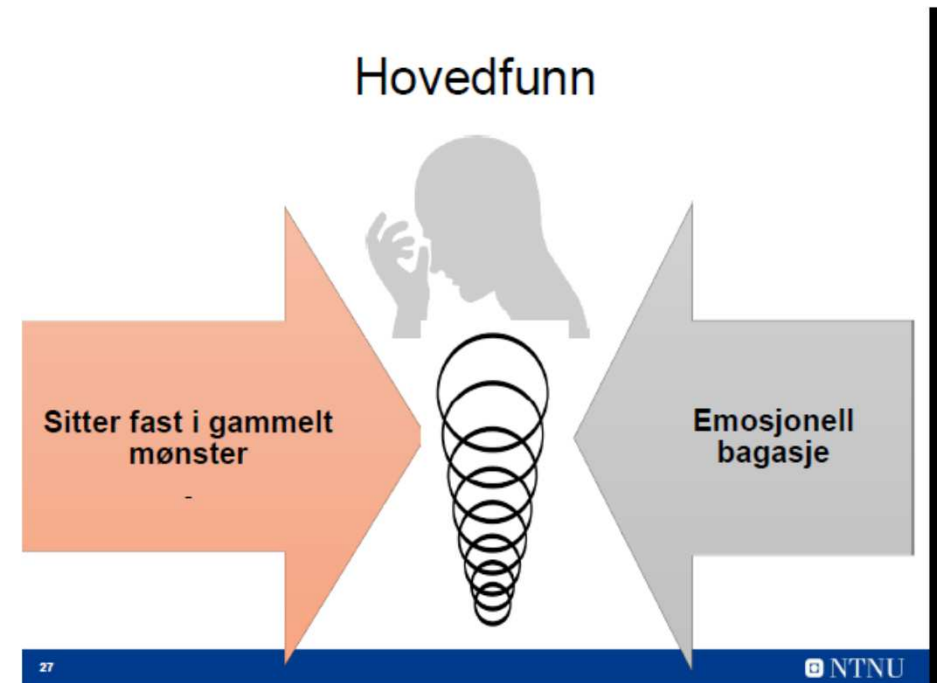 Hovedfunn
Sitter fast i gammelt
mønster
-
Emosjonell
bagasje
27
NTNU